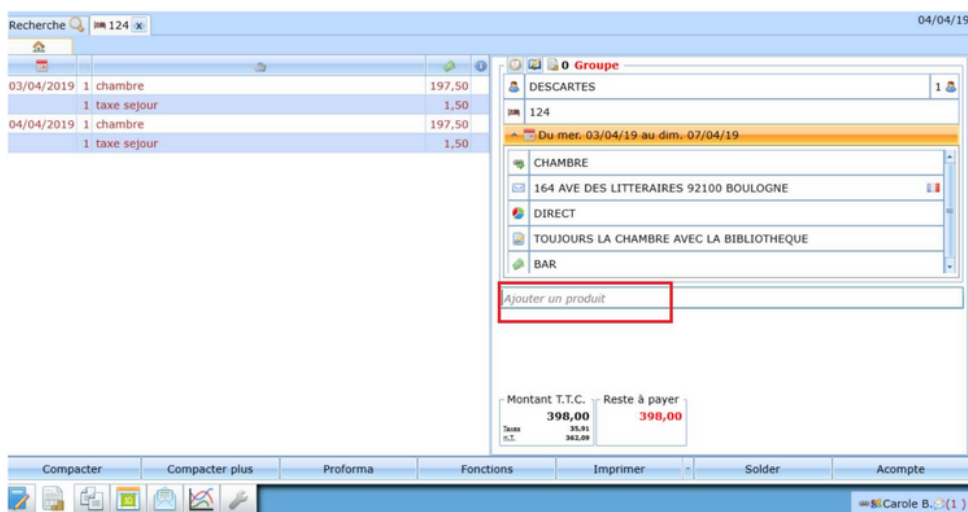 Recherche 124 x 04/04/19
0 Groupe
03/04/2019 1 chambre 197,50
1 taxe sejour 1,50
04/04/2019 1 chambre 197,50
1 taxe sejour 1,50
DESCARTES 1
124
Du mer. 03/04/19 au dim. 07/04/19
CHAMBRE
164 AVE DES LITTERAIRES 92100 BOULOGNE
DIRECT
TOUJOURS LA CHAMBRE AVEC LA BIBLIOTHEQUE
BAR
Ajouter un produit
Montant T.T.C. Reste à payer
398,00 398,00
Taxes 35,91
H.T. 362,09
Compacter Compacter plus Proforma Fonctions Imprimer Solder Acompte
10 Carole B. (1 )